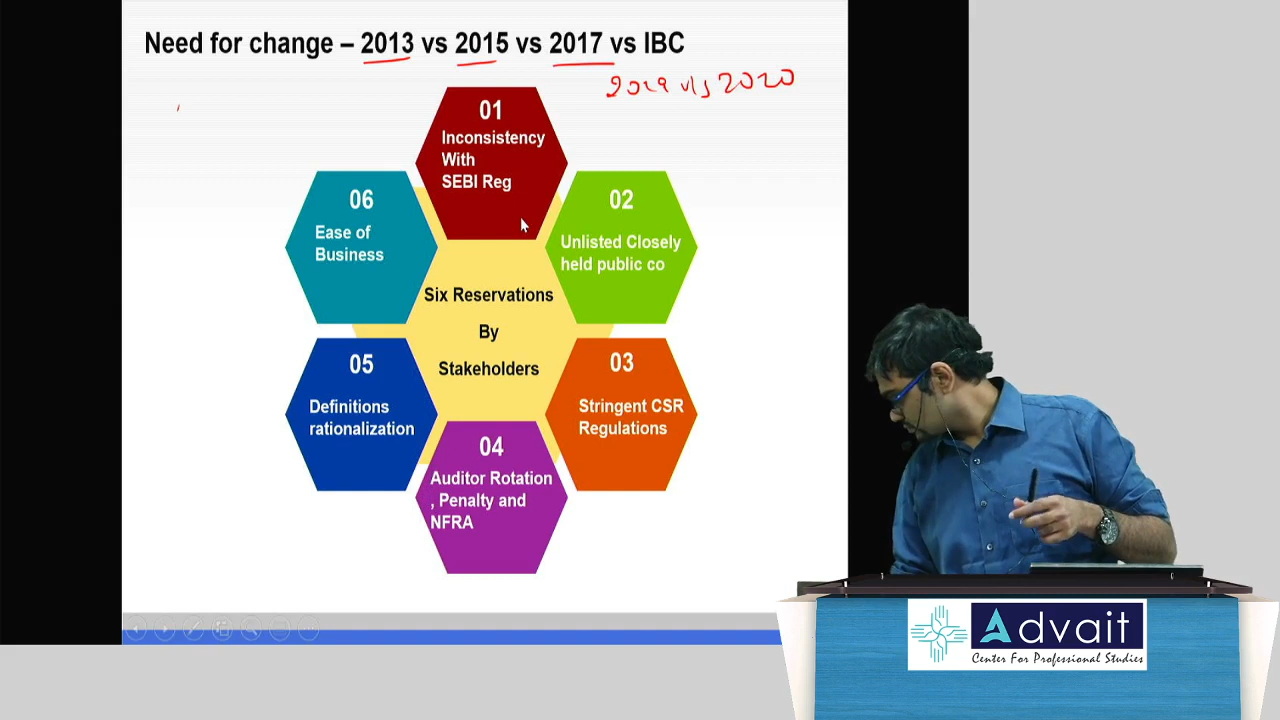 Need for change – 2013 vs 2015 vs 2017 vs IBC
2019 v/s 2020
01
Inconsistency
With
SEBI Reg
02
Unlisted Closely
held public co
03
Stringent CSR
Regulations
04
Auditor Rotation
, Penalty and
NFRA
05
Definitions
rationalization
06
Ease of
Business
Six Reservations
By
Stakeholders
Advait
Center For Professional Studies